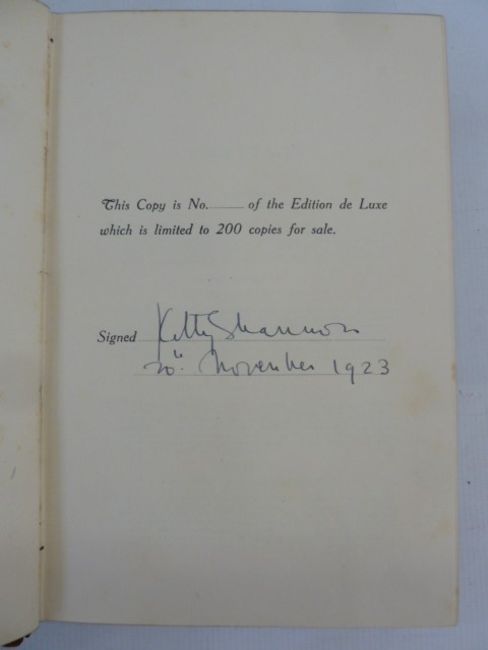 This Copy is No. ........ of the Edition de Luxe
which is limited to 200 copies for sale.
Signed Kitty Shannon
20th November 1923